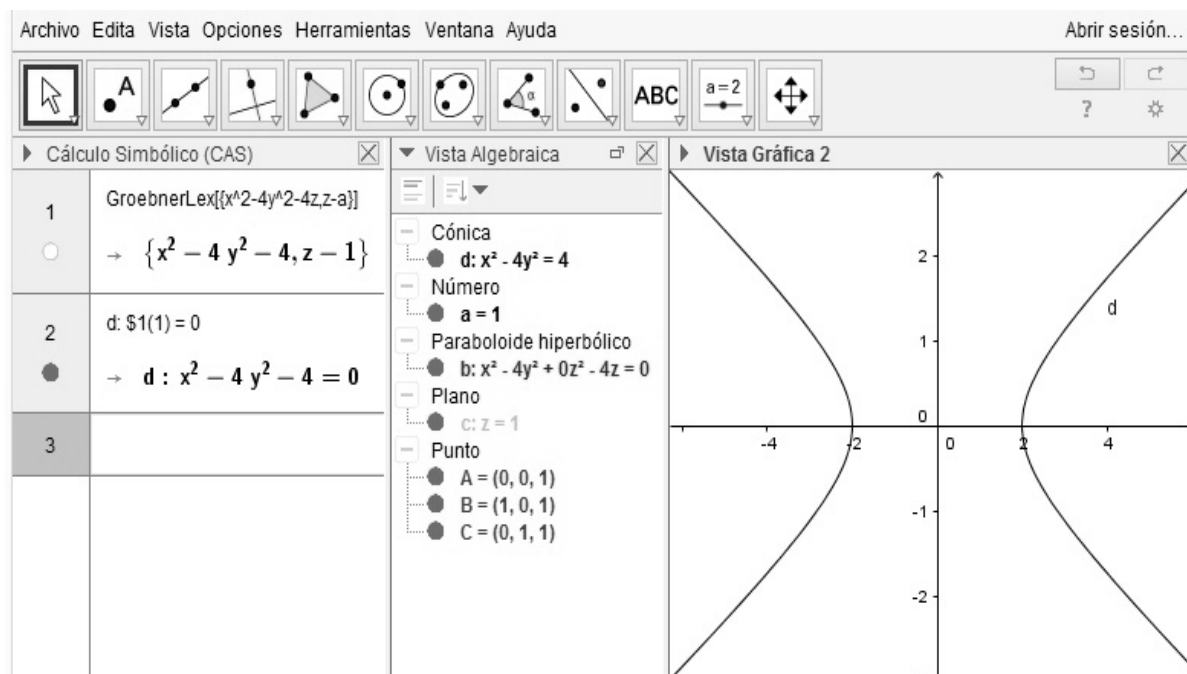 Archivo Edita Vista Opciones Herramientas Ventana Ayuda Abrir sesión...
A α ABC a=2 ?
Cálculo Simbólico (CAS)
1
GroebnerLex[{x^2-4y^2-4z,z-a}]
→ {x² − 4 y² − 4, z − 1}
2
d: $1(1) = 0
→ d : x² − 4 y² − 4 = 0
3
Vista Algebraica
Cónica
d: x² - 4y² = 4
Número
a = 1
Paraboloide hiperbólico
b: x² - 4y² + 0z² - 4z = 0
Plano
c: z = 1
Punto
A = (0, 0, 1)
B = (1, 0, 1)
C = (0, 1, 1)
Vista Gráfica 2
2
d
1
0
-4 -2 0 2 4
-1
-2